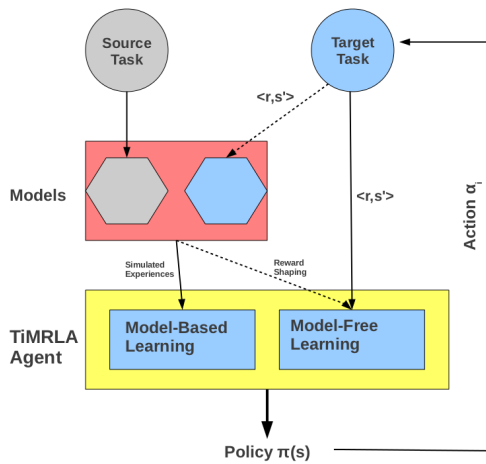 Source
Task
Target
Task
<r,s'>
Models
<r,s'>
Action α_i
Simulated
Experiences
Reward
Shaping
TiMRLA
Agent
Model-Based
Learning
Model-Free
Learning
Policy π(s)